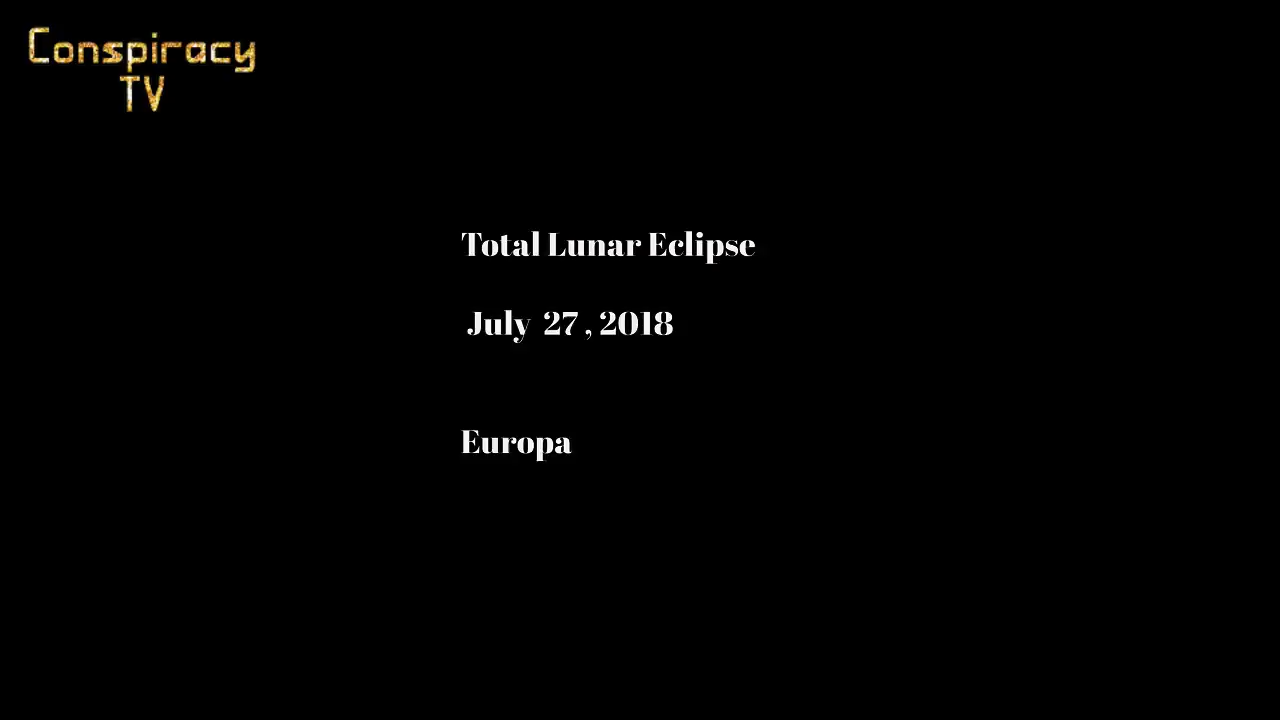 Conspiracy
TV
Total Lunar Eclipse
July 27 , 2018
Europa